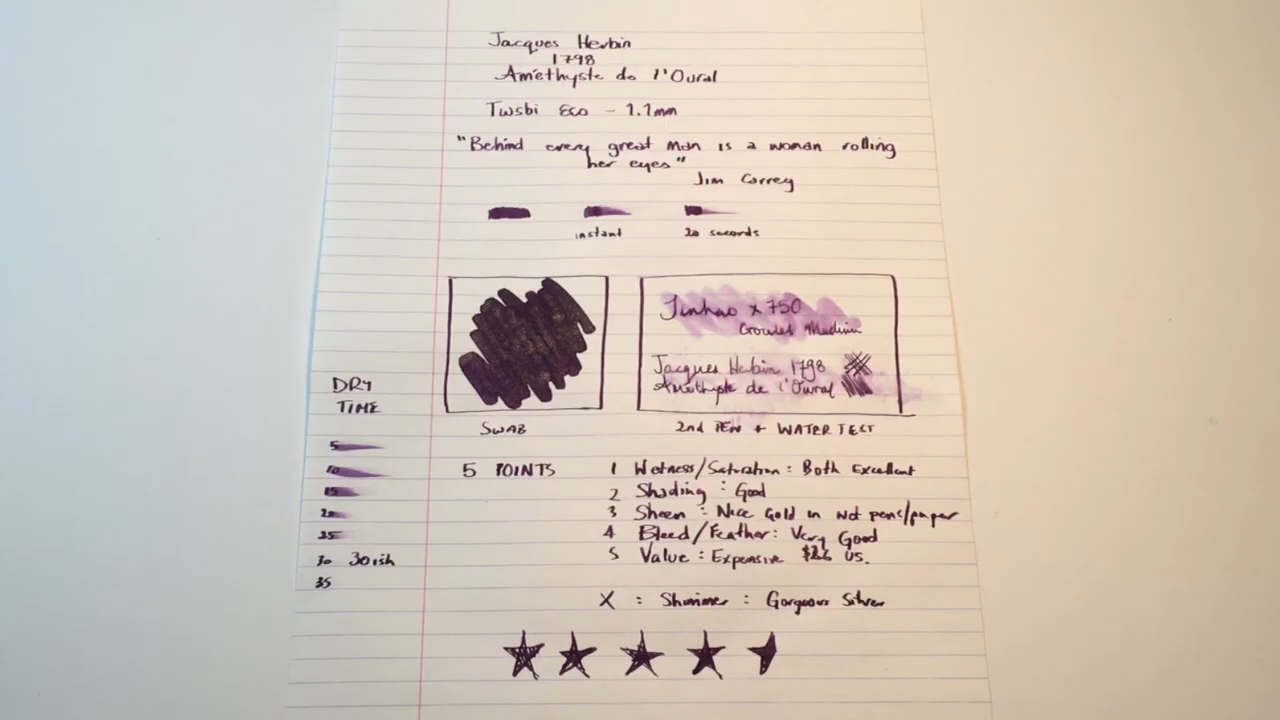 Jacques Herbin
1798
Améthyste de l'Oural
Twsbi Eco - 1.1mm
"Behind every great man is a woman rolling
her eyes"
Jim Carrey
instant
20 seconds
Jinhao x750
Goulet Medium
Jacques Herbin 1798
Améthyste de l'Oural
SWAB
2nd PEN + WATER TEST
DRY
TIME
5
10
15
20
25
30 30ish
35
5 POINTS
1 Wetness/Saturation: Both Excellent
2 Shading: Good
3 Sheen: Nice Gold in wet pens/paper
4 Bleed/Feather: Very Good
5 Value: Expensive $26 US.
X : Shimmer: Gorgeous Silver